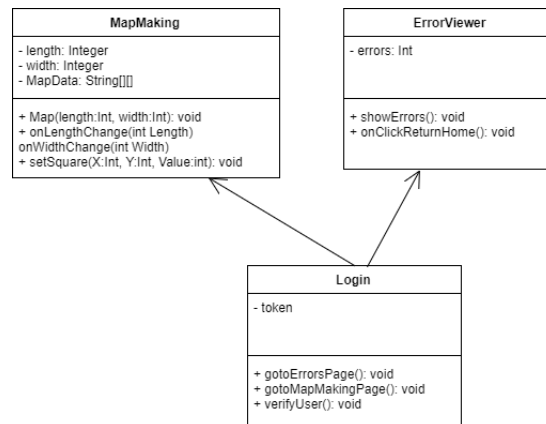 MapMaking
- length: Integer
- width: Integer
- MapData: String[][]
+ Map(length:Int, width:Int): void
+ onLengthChange(int Length)
onWidthChange(int Width)
+ setSquare(X:Int, Y:Int, Value:int): void
ErrorViewer
- errors: Int
+ showErrors(): void
+ onClickReturnHome(): void
Login
- token
+ gotoErrorsPage(): void
+ gotoMapMakingPage(): void
+ verifyUser(): void